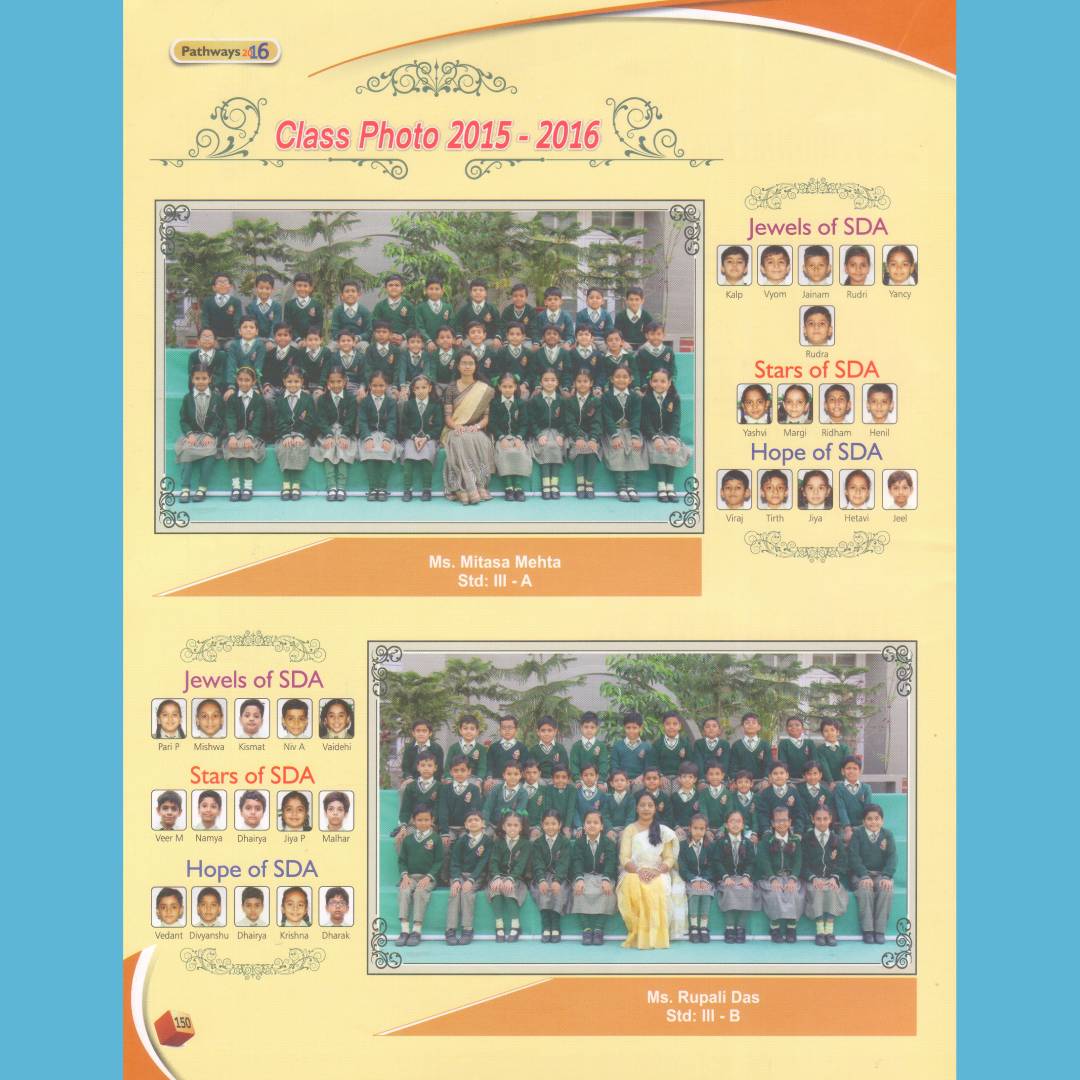 Pathways 2016
Class Photo 2015 - 2016
Jewels of SDA
Kalp Vyom Jainam Rudri Yancy
Rudra
Stars of SDA
Yashvi Margi Ridham Henil
Hope of SDA
Viraj Tirth Jiya Hetavi Jeel
Ms. Mitasa Mehta
Std: III - A
Jewels of SDA
Pari P Mishwa Kismat Niv A Vaidehi
Stars of SDA
Veer M Namya Dhairya Jiya P Malhar
Hope of SDA
Vedant Divyanshu Dhairya Krishna Dharak
Ms. Rupali Das
Std: III - B
150